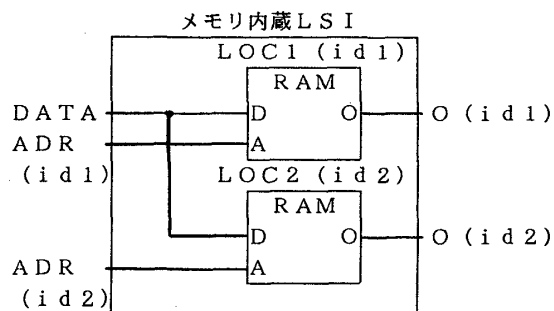 メモリ内蔵LSI
LOC1 (id1)
RAM
DATA
D
O
O (id1)
ADR
A
(id1)
LOC2 (id2)
RAM
D
O
O (id2)
ADR
A
(id2)